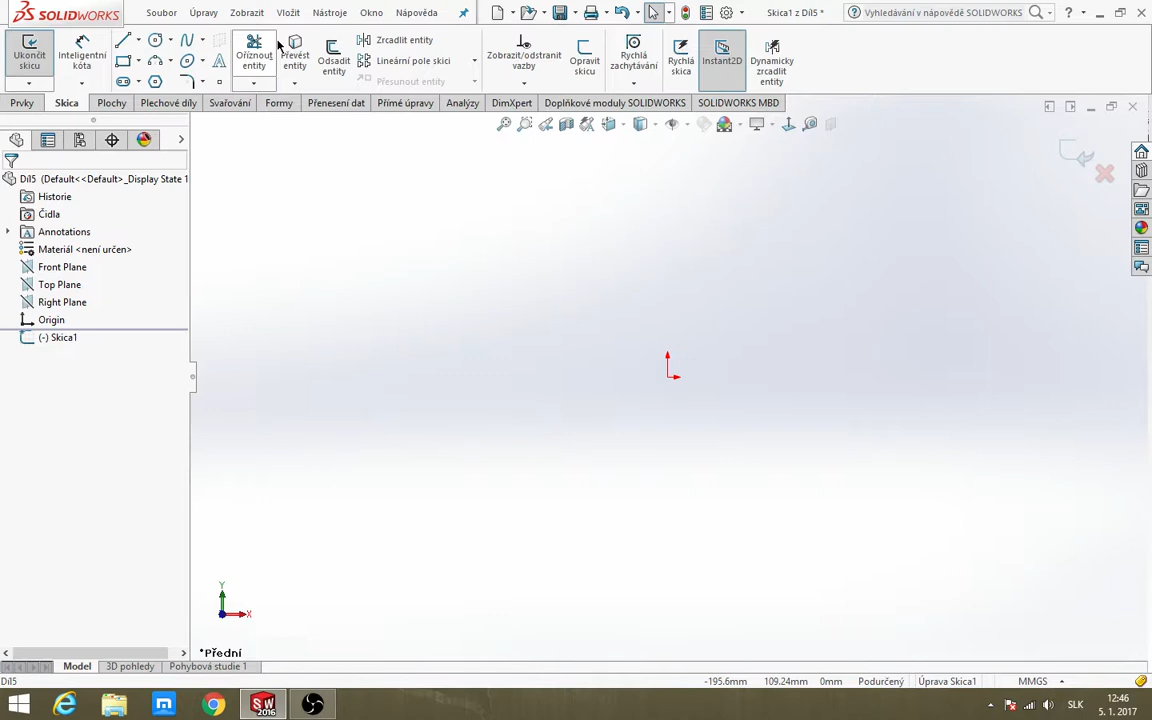 SOLIDWORKS
Soubor
Úpravy
Zobrazit
Vložit
Nástroje
Okno
Nápověda
Skica1 z Díl5 *
Vyhledávání v nápovědě SOLIDWORKS
Ukončit skicu
Inteligentní kóta
Oříznout entity
Převést entity
Odsadit entity
Zrcadlit entity
Lineární pole skici
Přesunout entity
Zobrazit/odstranit vazby
Opravit skicu
Rychlá zachytávání
Rychlá skica
Instant2D
Dynamicky zrcadlit entity
Prvky
Skica
Plochy
Plechové díly
Svařování
Formy
Přenesení dat
Přímé úpravy
Analýzy
DimXpert
Doplňkové moduly SOLIDWORKS
SOLIDWORKS MBD
Díl5 (Default<<Default>_Display State 1
Historie
Čidla
Annotations
Materiál <není určen>
Front Plane
Top Plane
Right Plane
Origin
(-) Skica1
Y
X
*Přední
Model
3D pohledy
Pohybová studie 1
Díl5
-195.6mm
109.24mm
0mm
Podurčený
Úprava Skica1
MMGS
SW
2016
SLK
12:46
5. 1. 2017